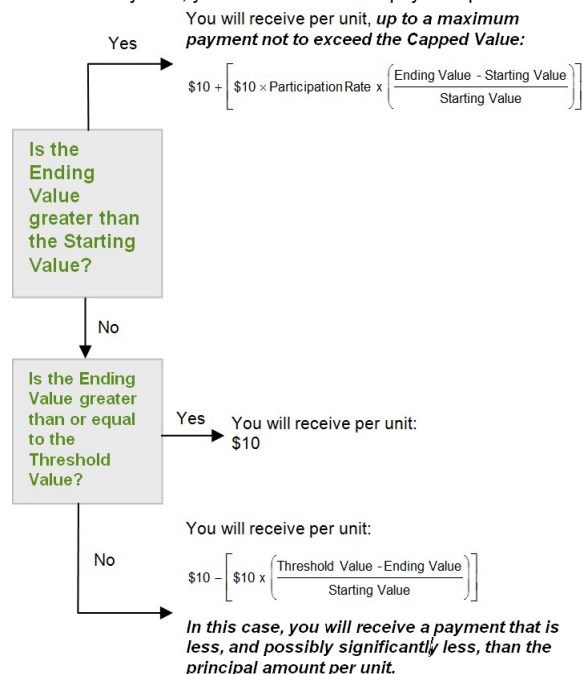 You will receive per unit, up to a maximum
payment not to exceed the Capped Value:
Yes
$10 + [$10 × Participation Rate x (Ending Value - Starting Value / Starting Value)]
Is the
Ending
Value
greater than
the Starting
Value?
No
Is the Ending
Value greater
than or equal
to the
Threshold
Value?
Yes
You will receive per unit:
$10
You will receive per unit:
No
$10 – [$10 x (Threshold Value - Ending Value / Starting Value)]
In this case, you will receive a payment that is
less, and possibly significantly less, than the
principal amount per unit.